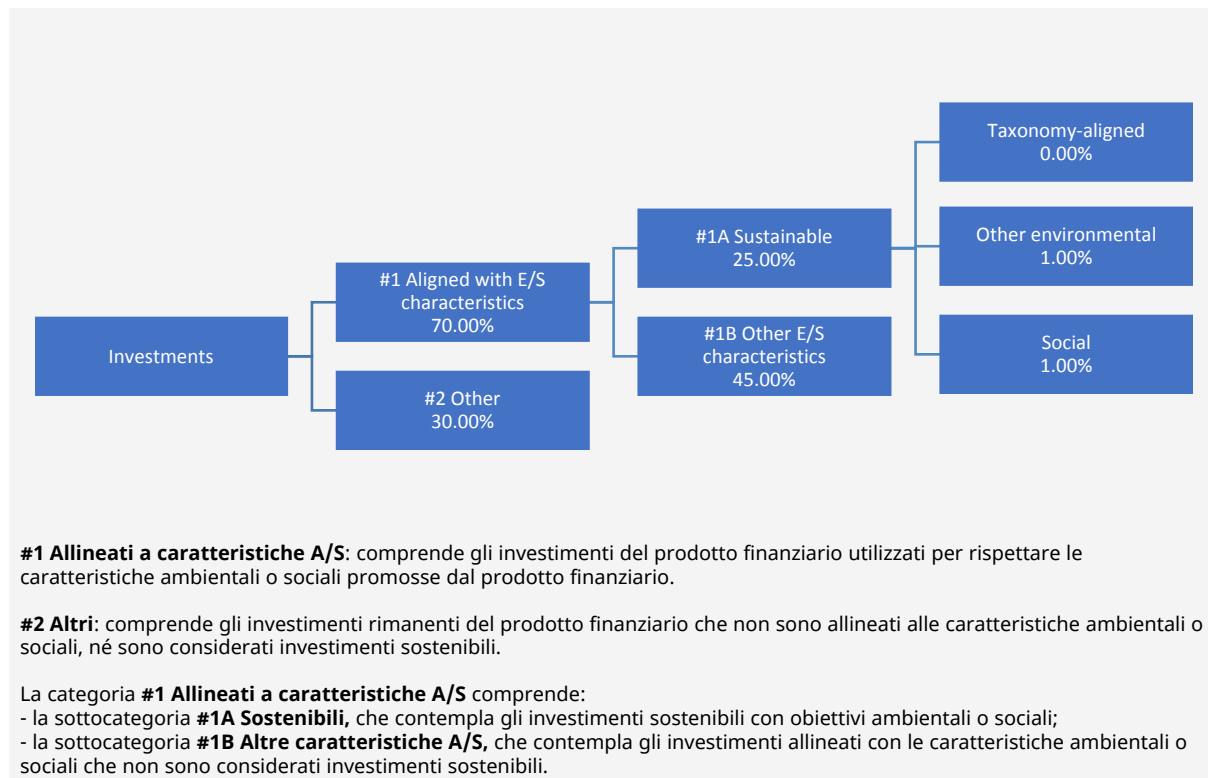 Investments
#1 Aligned with E/S
characteristics
70.00%
#2 Other
30.00%
#1A Sustainable
25.00%
#1B Other E/S
characteristics
45.00%
Taxonomy-aligned
0.00%
Other environmental
1.00%
Social
1.00%
#1 Allineati a caratteristiche A/S: comprende gli investimenti del prodotto finanziario utilizzati per rispettare le
caratteristiche ambientali o sociali promosse dal prodotto finanziario.
#2 Altri: comprende gli investimenti rimanenti del prodotto finanziario che non sono allineati alle caratteristiche ambientali o
sociali, né sono considerati investimenti sostenibili.
La categoria #1 Allineati a caratteristiche A/S comprende:
- la sottocategoria #1A Sostenibili, che contempla gli investimenti sostenibili con obiettivi ambientali o sociali;
- la sottocategoria #1B Altre caratteristiche A/S, che contempla gli investimenti allineati con le caratteristiche ambientali o
sociali che non sono considerati investimenti sostenibili.